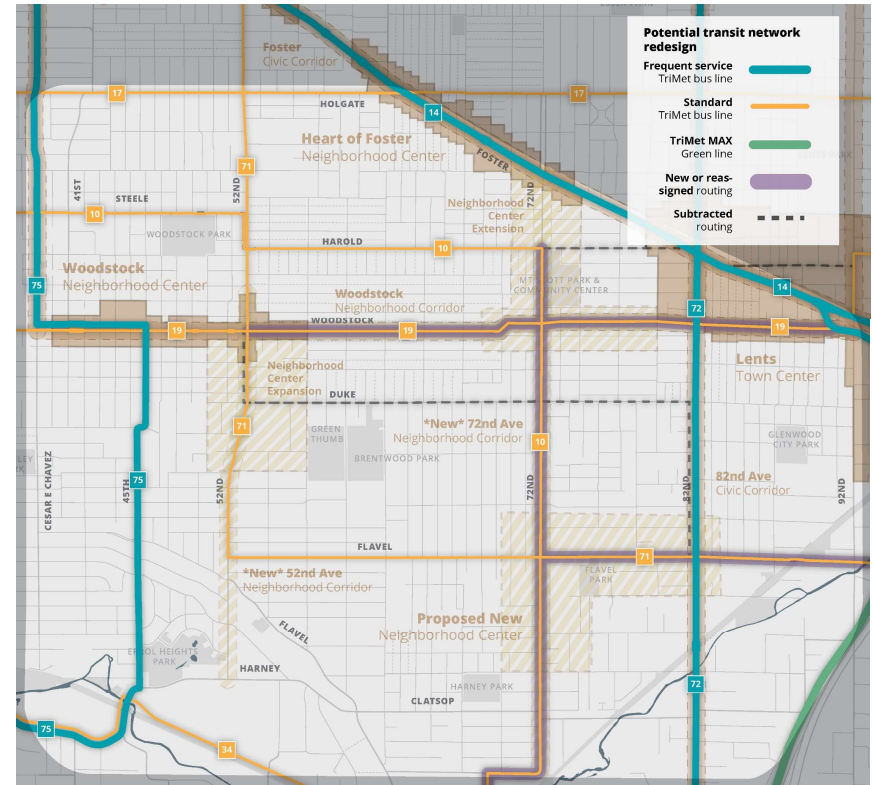 Potential transit network
redesign
Frequent service
TriMet bus line
Standard
TriMet bus line
TriMet MAX
Green line
New or reas-
signed routing
Subtracted
routing
Foster
Civic Corridor
17
17
HOLGATE
14
Heart of Foster
Neighborhood Center
FOSTER
71
41ST
52ND
72ND
STEELE
10
WOODSTOCK PARK
Neighborhood
Center
Extension
HAROLD
10
Woodstock
Neighborhood Center
75
MT SCOTT PARK &
COMMUNITY CENTER
14
Woodstock
Neighborhood Corridor
72
WOODSTOCK
19
19
19
Neighborhood
Center
Expansion
Lents
Town Center
DUKE
71
GREEN
THUMB
BRENTWOOD PARK
*New* 72nd Ave
Neighborhood Corridor
10
GLENWOOD
CITY PARK
CESAR E CHAVEZ
45TH
75
52ND
72ND
82ND
82nd Ave
Civic Corridor
92ND
FLAVEL
71
FLAVEL
PARK
*New* 52nd Ave
Neighborhood Corridor
FLAVEL
Proposed New
Neighborhood Center
ERROL HEIGHTS
PARK
HARNEY
HARNEY PARK
72
CLATSOP
75
34